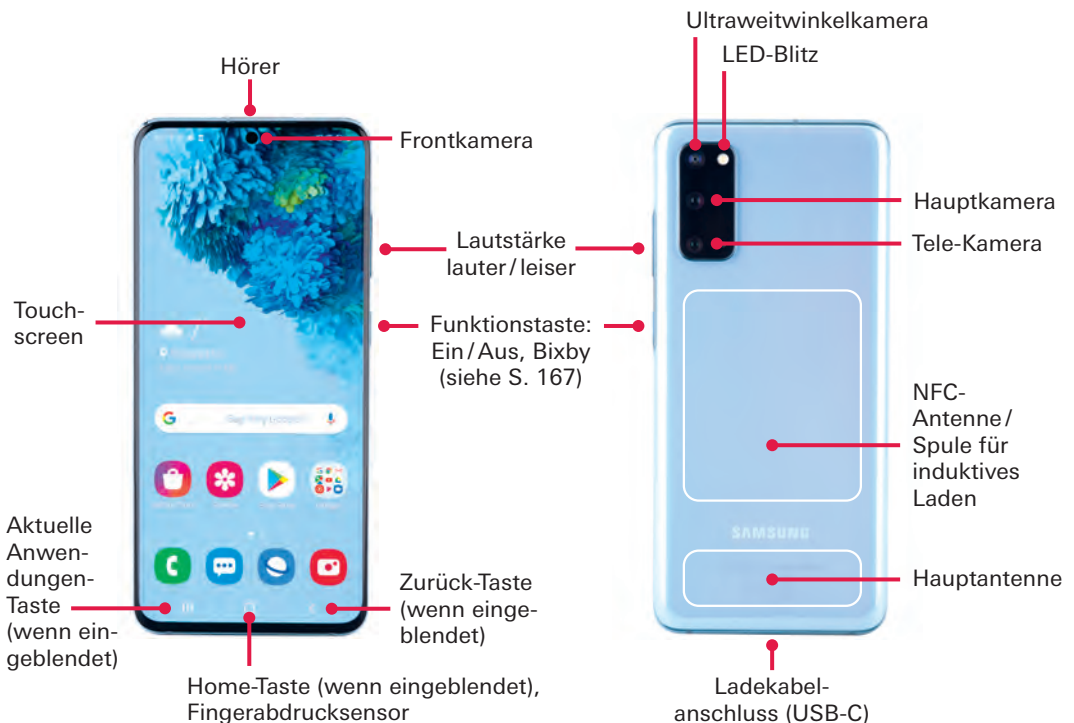 Ultraweitwinkelkamera
LED-Blitz
Hörer
Frontkamera
Hauptkamera
Tele-Kamera
Lautstärke
lauter/leiser
Touch-
screen
Funktionstaste:
Ein/Aus, Bixby
(siehe S. 167)
NFC-
Antenne/
Spule für
induktives
Laden
SAMSUNG
Aktuelle
Anwen-
dungen-
Taste
(wenn ein-
geblendet)
Zurück-Taste
(wenn einge-
blendet)
Hauptantenne
Home-Taste (wenn eingeblendet),
Fingerabdrucksensor
Ladekabel-
anschluss (USB-C)